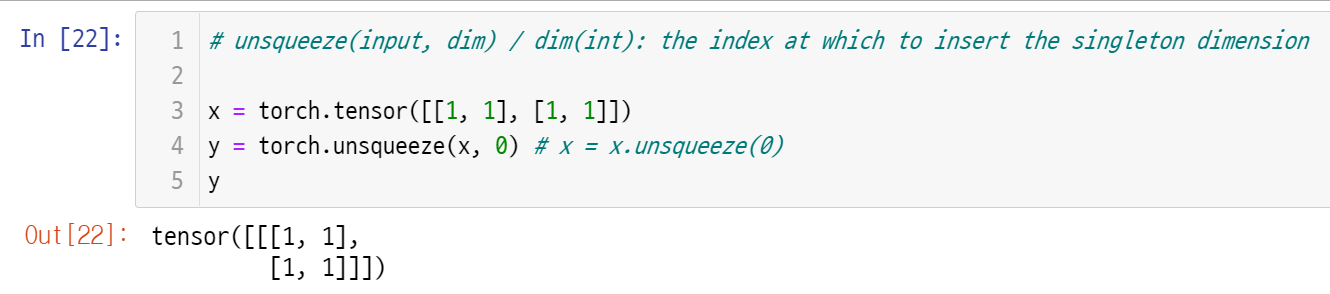 In [22]:
1 # unsqueeze(input, dim) / dim(int): the index at which to insert the singleton dimension
2
3 x = torch.tensor([[1, 1], [1, 1]])
4 y = torch.unsqueeze(x, 0) # x = x.unsqueeze(0)
5 y
Out[22]: tensor([[[1, 1],
[1, 1]]])